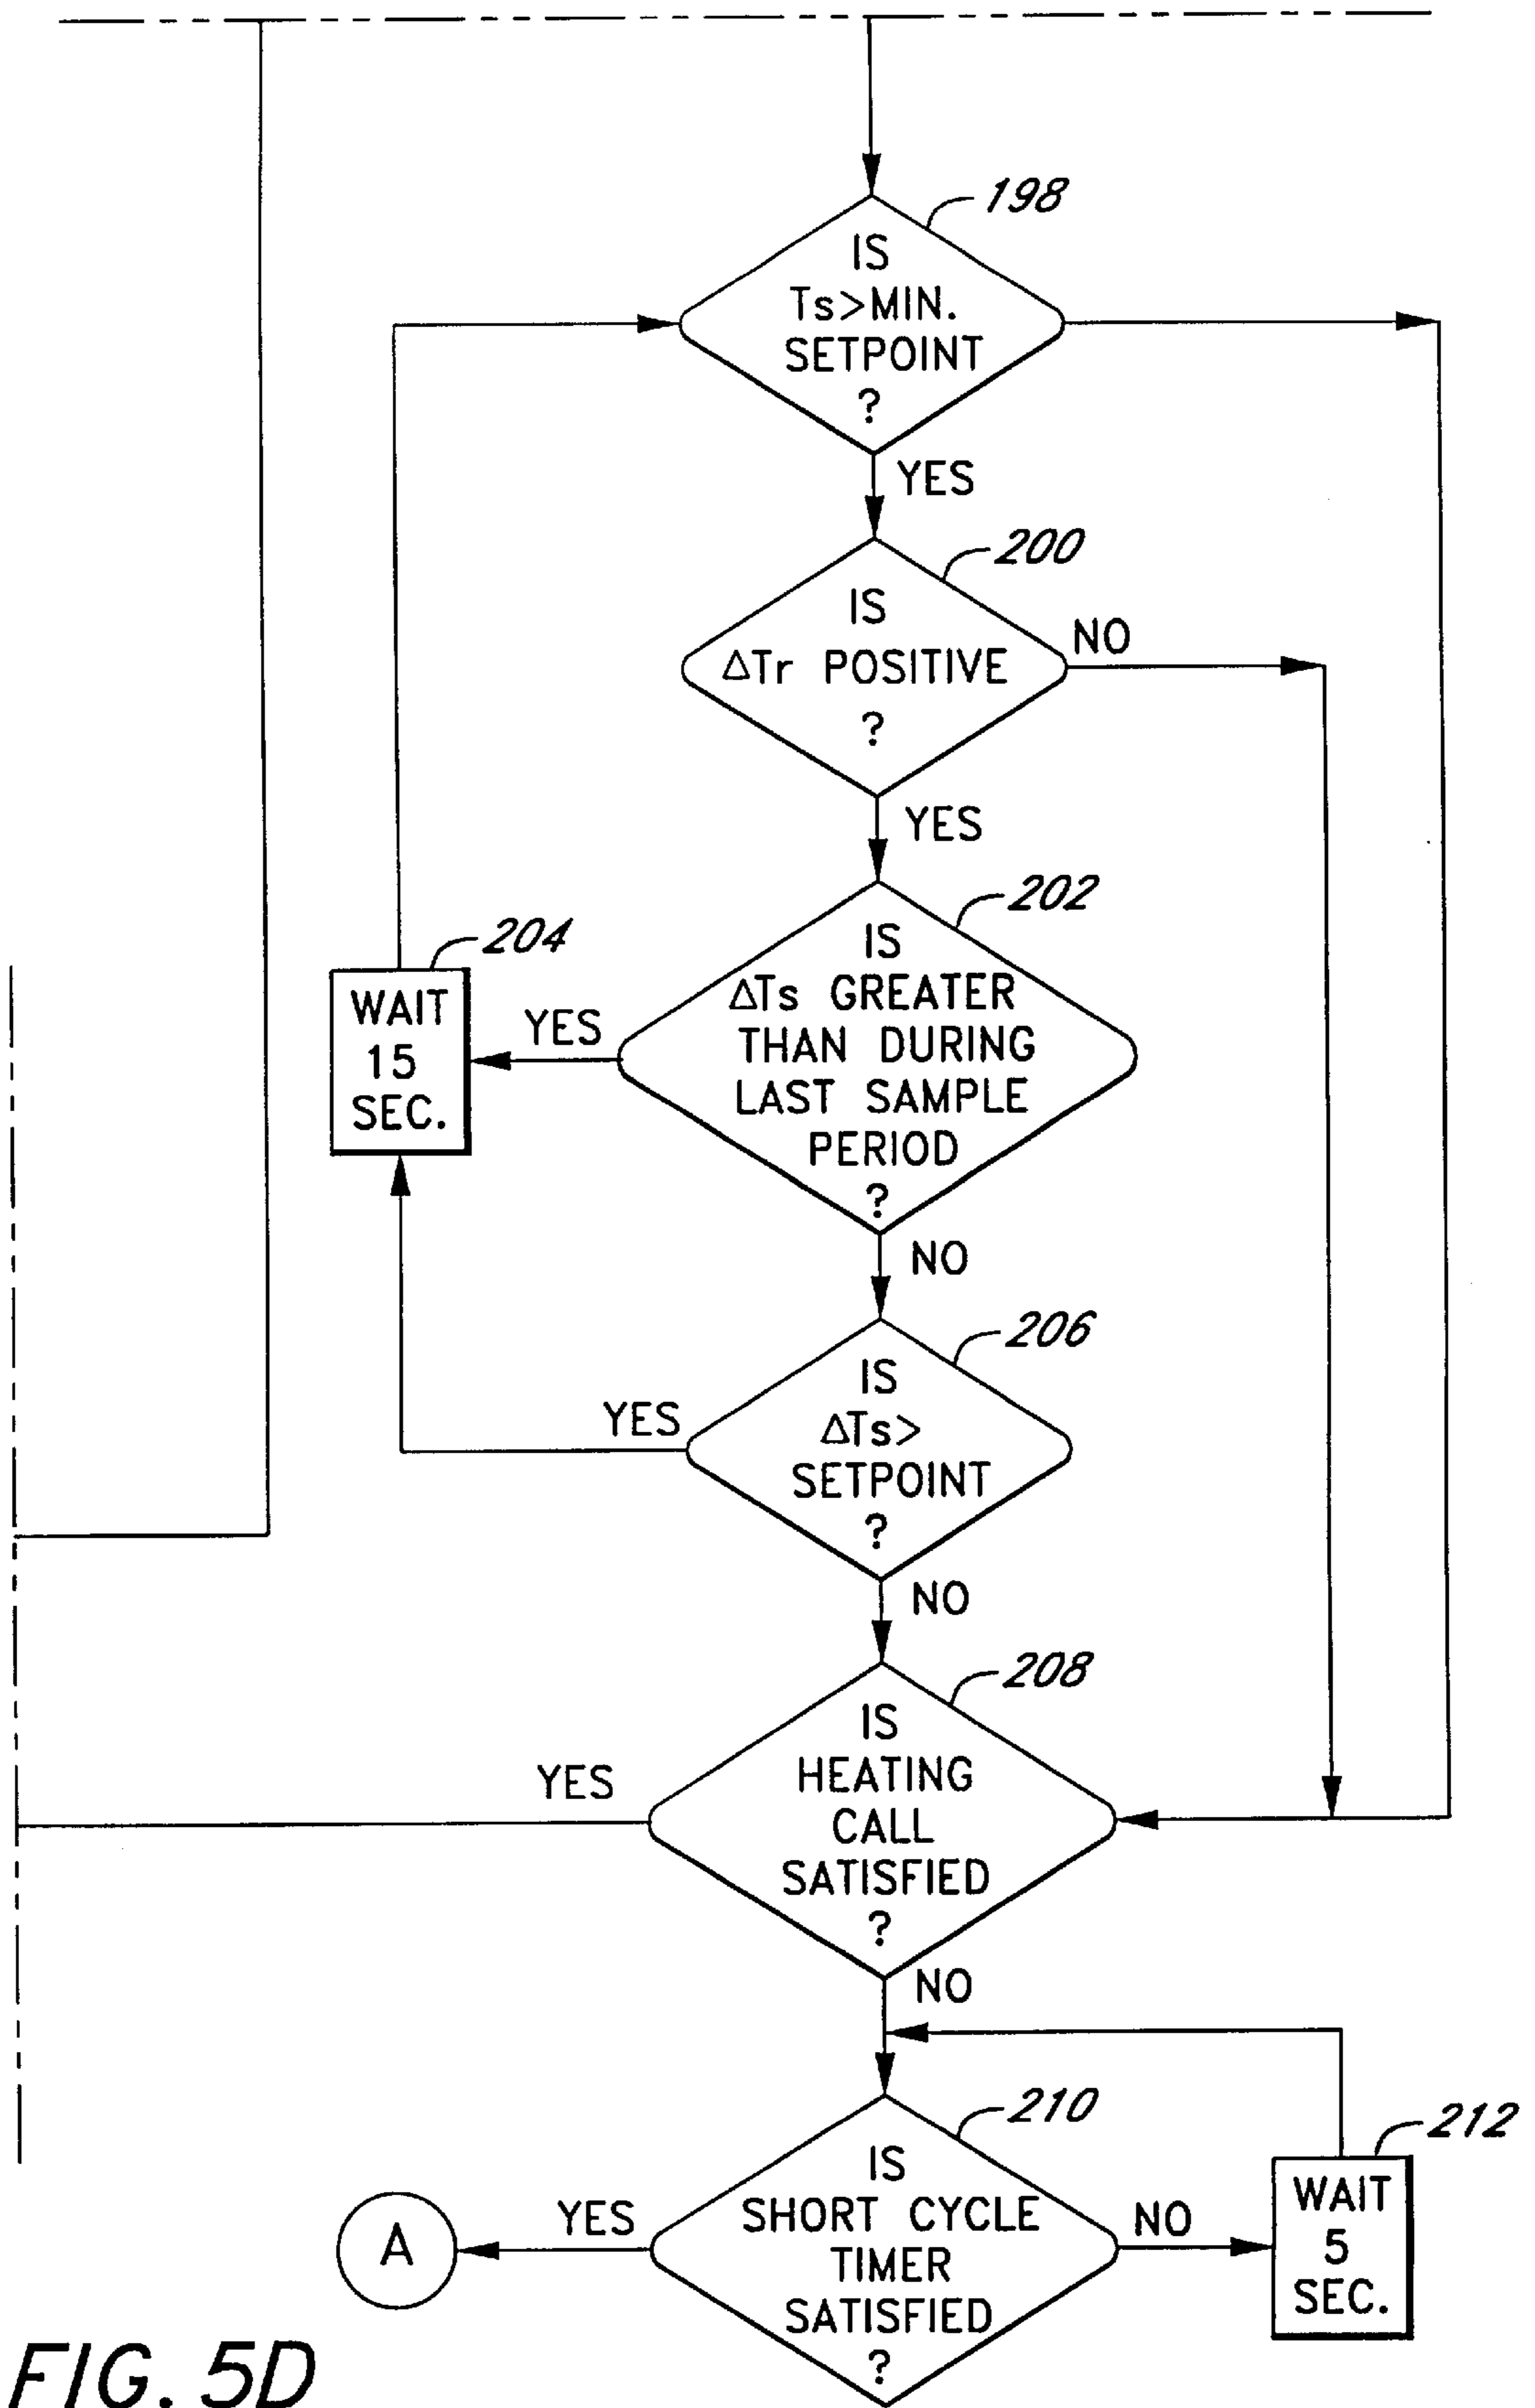 198
IS
Ts>MIN.
SETPOINT
?
YES
200
IS
ΔTr POSITIVE
?
NO
YES
202
IS
ΔTs GREATER
THAN DURING
LAST SAMPLE
PERIOD
?
YES
204
WAIT
15
SEC.
NO
206
IS
ΔTs>
SETPOINT
?
YES
NO
208
IS
HEATING
CALL
SATISFIED
?
YES
NO
210
IS
SHORT CYCLE
TIMER
SATISFIED
?
YES
A
NO
212
WAIT
5
SEC.
FIG. 5D